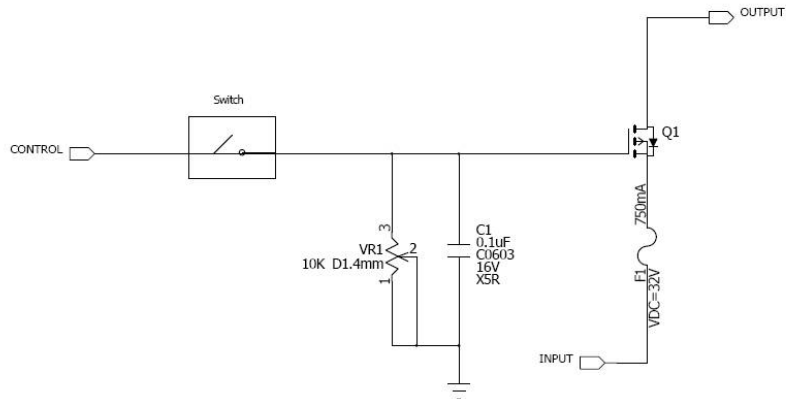 OUTPUT
Switch
Q1
CONTROL
750mA
3
VR1
2
10K D1.4mm
1
C1
0.1uF
C0603
16V
X5R
F1
VDC=32V
INPUT